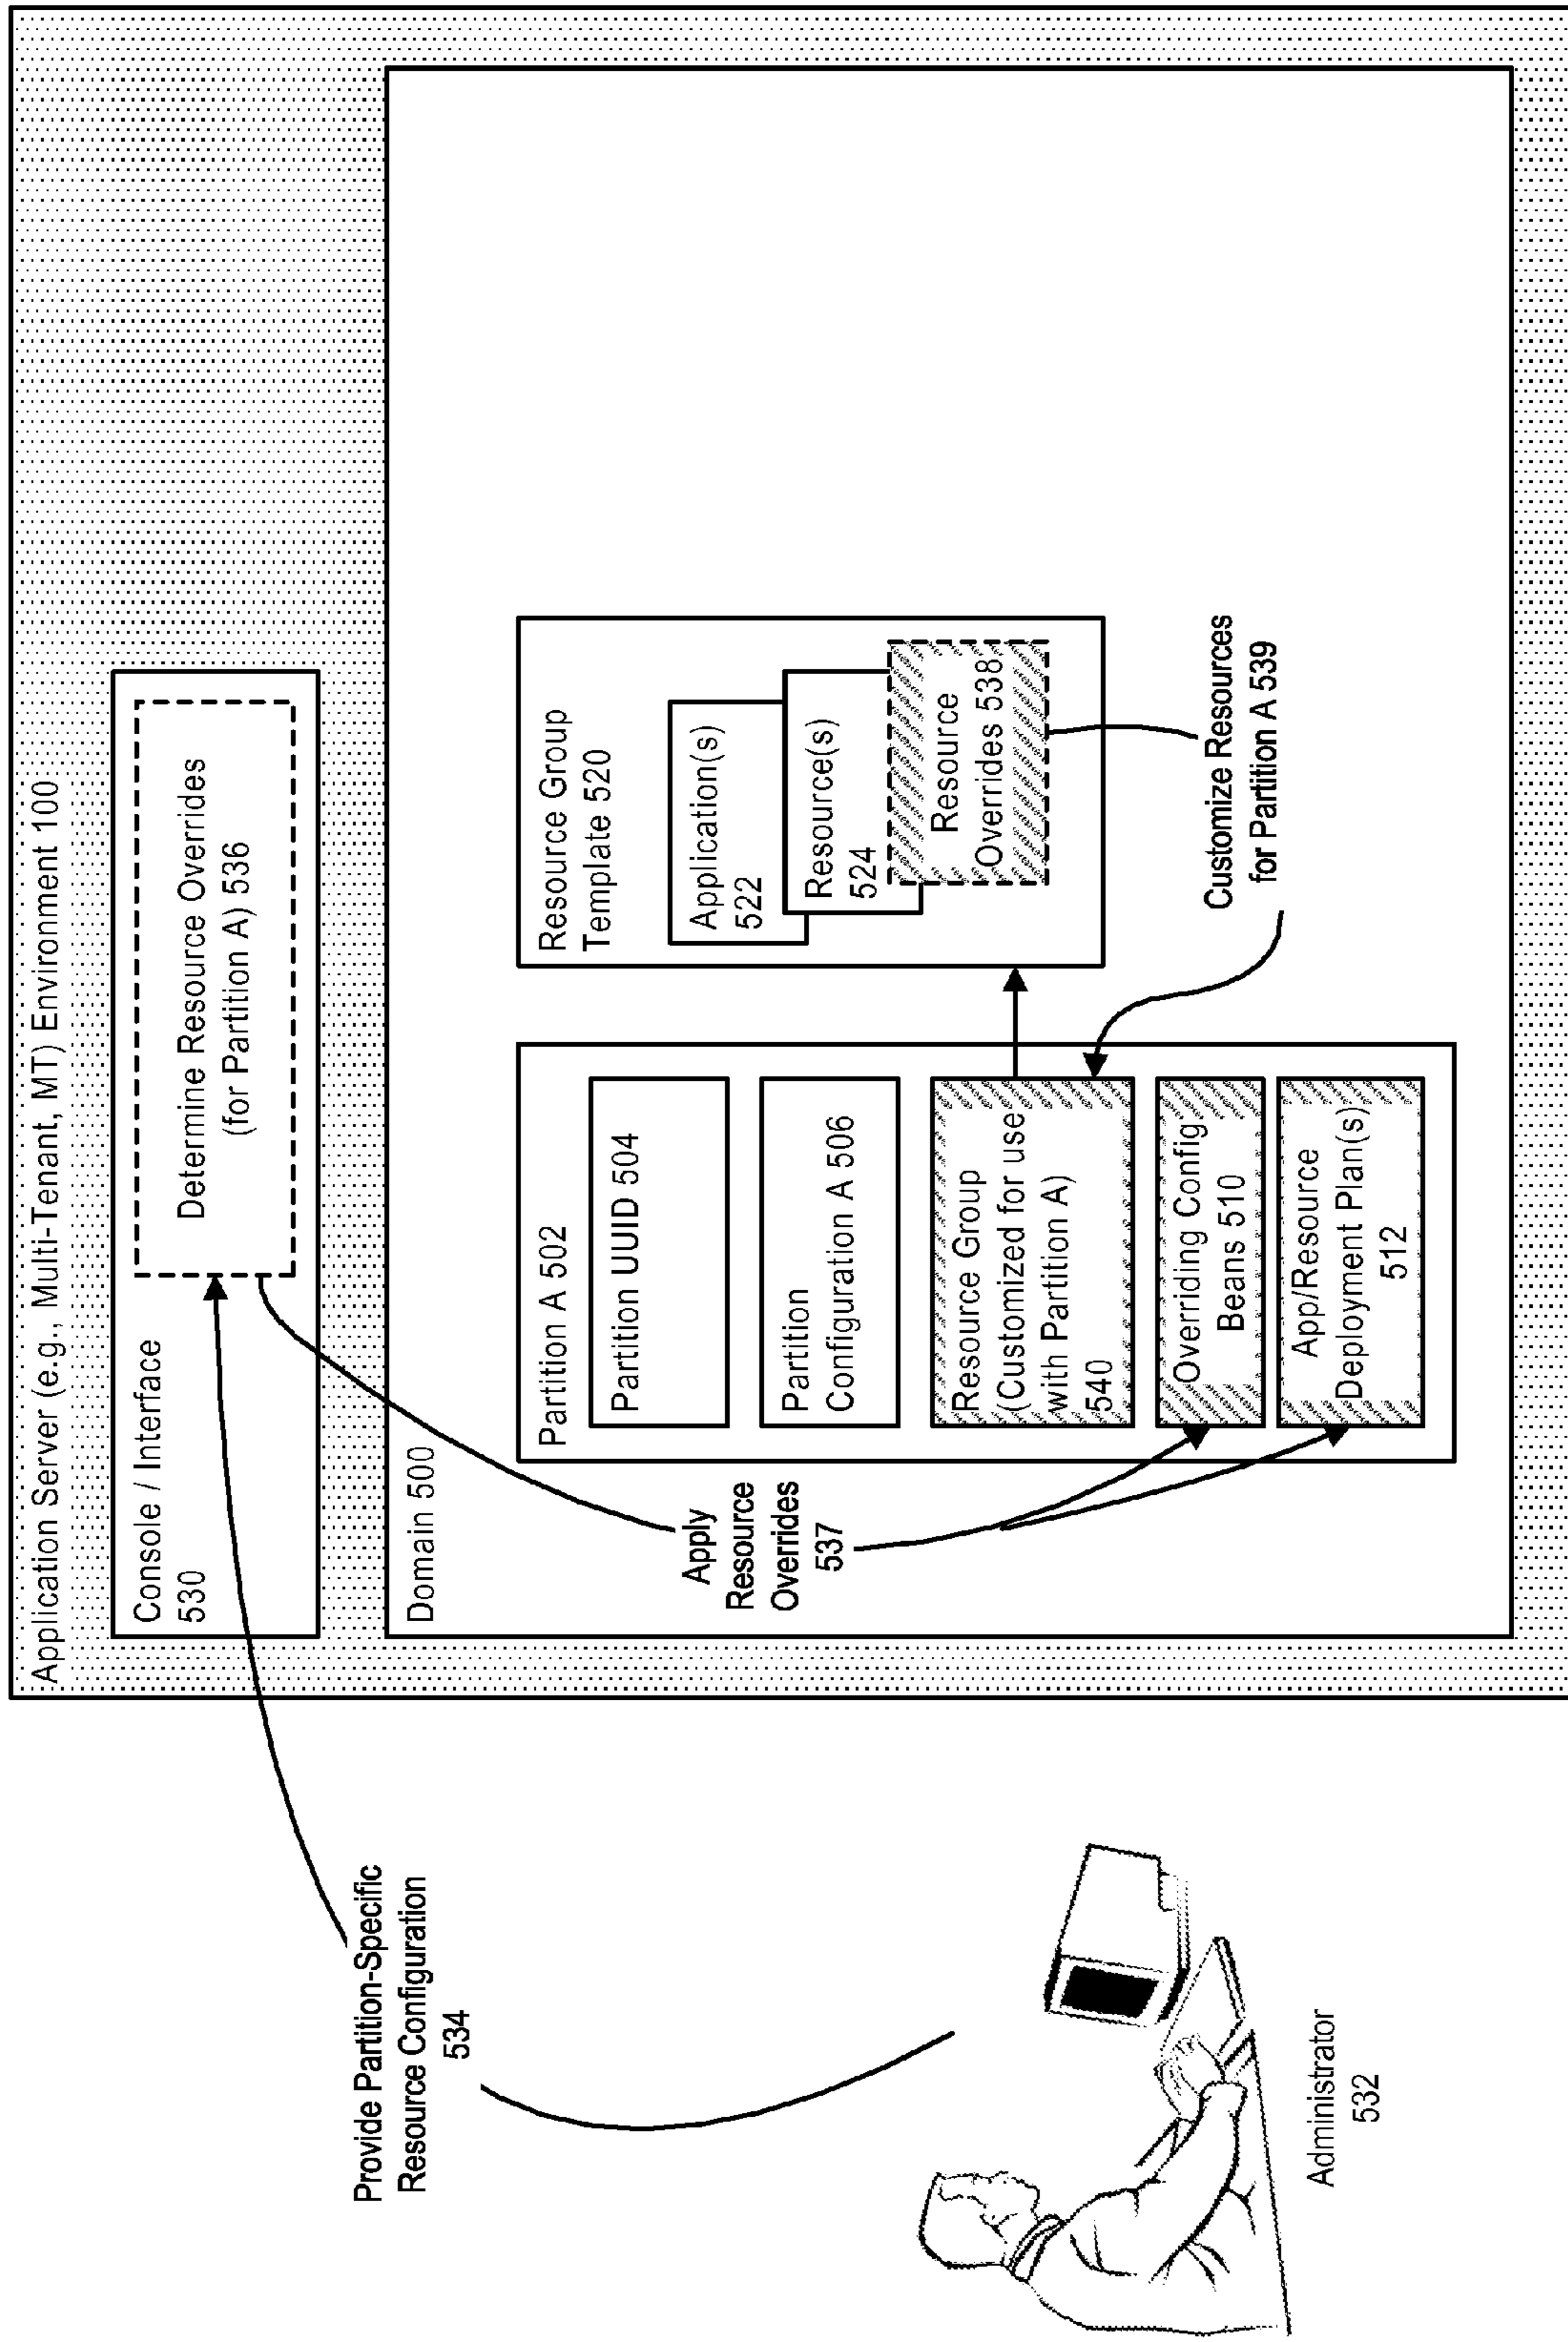 Application Server (e.g., Multi-Tenant, MT) Environment 100
Console / Interface
530
Determine Resource Overrides
(for Partition A) 536
Provide Partition-Specific
Resource Configuration
534
Domain 500
Partition A 502
Partition UUID 504
Partition
Configuration A 506
Resource Group
(Customized for use
with Partition A)
540
Overriding Config
Beans 510
App/Resource
Deployment Plan(s)
512
Apply
Resource
Overrides
537
Resource Group
Template 520
Application(s)
522
Resource(s)
524
Resource
Overrides 538
Customize Resources
for Partition A 539
Administrator
532